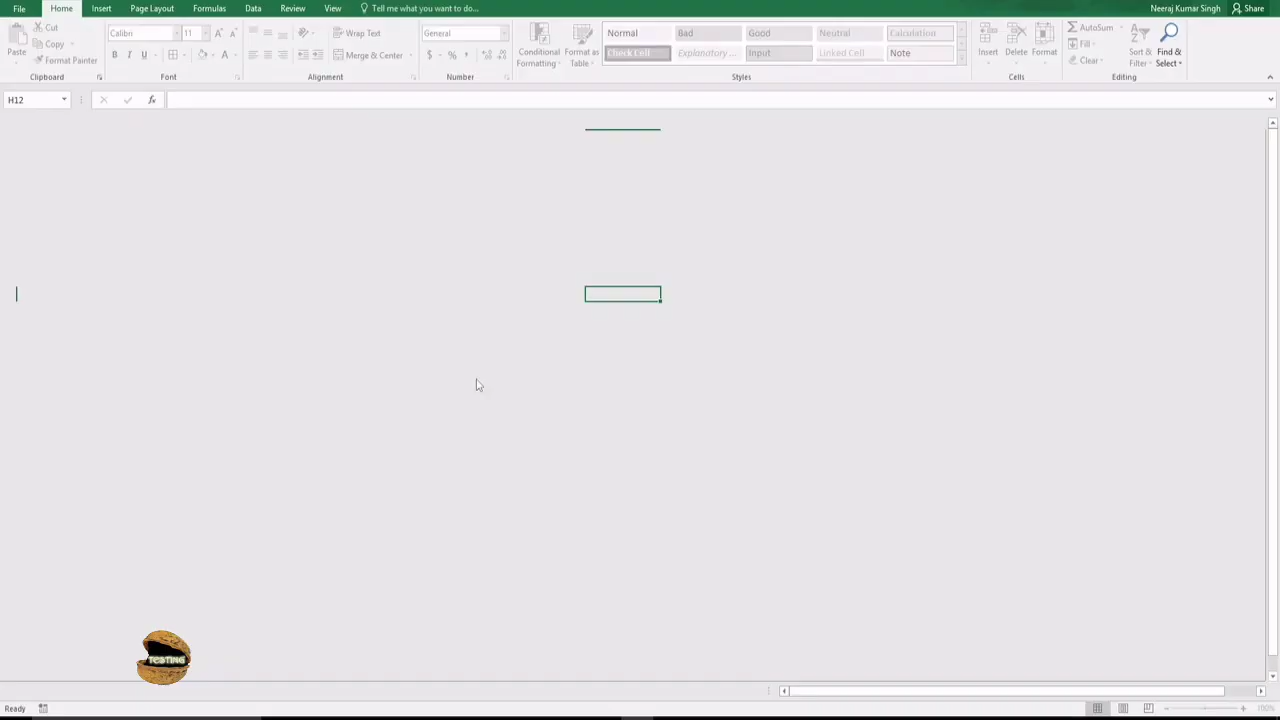 File Home Insert Page Layout Formulas Data Review View Tell me what you want to do... Neeraj Kumar Singh Share
Paste
Cut
Copy
Format Painter
Clipboard
Calibri 11
B I U
Font
Wrap Text
Merge & Center
Alignment
General
$ % ,
Number
Conditional Formatting
Format as Table
Normal Bad Good Neutral Calculation
Check Cell Explanatory ... Input Linked Cell Note
Styles
Insert Delete Format
Cells
AutoSum
Fill
Clear
Sort & Filter
Find & Select
Editing
H12
fx
TESTING
Ready
100%